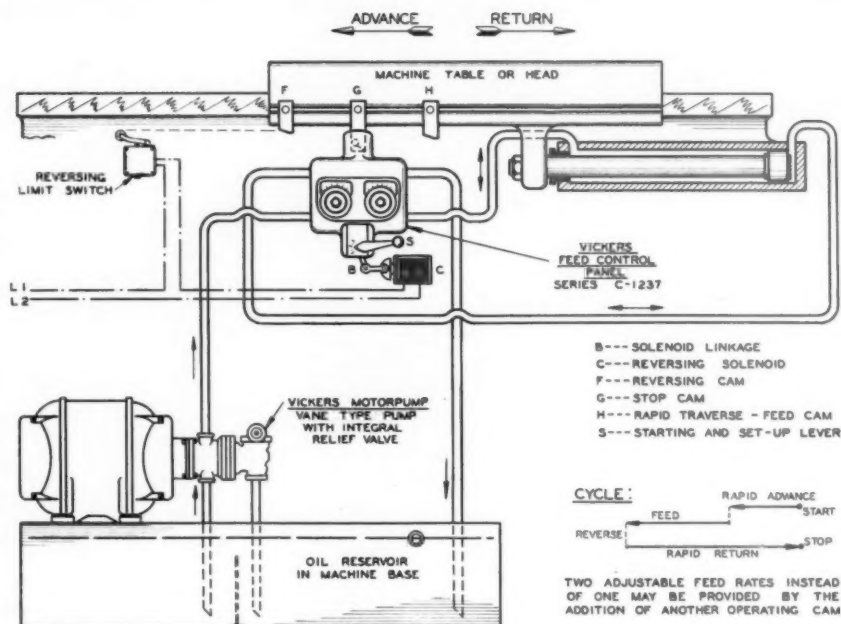 ADVANCE RETURN
MACHINE TABLE OR HEAD
F G H
REVERSING
LIMIT SWITCH
S
B C
VICKERS
FEED CONTROL
PANEL
SERIES C-1237
L1
L2
B--- SOLENOID LINKAGE
C--- REVERSING SOLENOID
F--- REVERSING CAM
G--- STOP CAM
H--- RAPID TRAVERSE - FEED CAM
S--- STARTING AND SET-UP LEVER
VICKERS MOTORPUMP
VANE TYPE PUMP
WITH INTEGRAL
RELIEF VALVE
OIL RESERVOIR
IN MACHINE BASE
CYCLE:
RAPID ADVANCE
START
FEED
REVERSE
STOP
RAPID RETURN
TWO ADJUSTABLE FEED RATES INSTEAD
OF ONE MAY BE PROVIDED BY THE
ADDITION OF ANOTHER OPERATING CAM